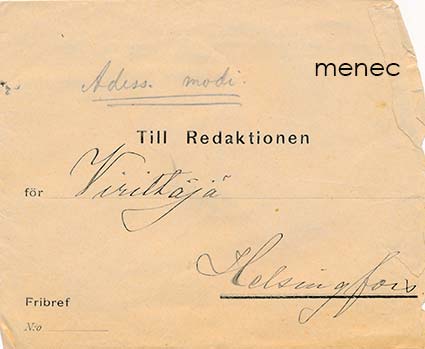 menec
Adess. modi.
Till Redaktionen
för Virittäjä
Helsingfors
Fribref
N:o